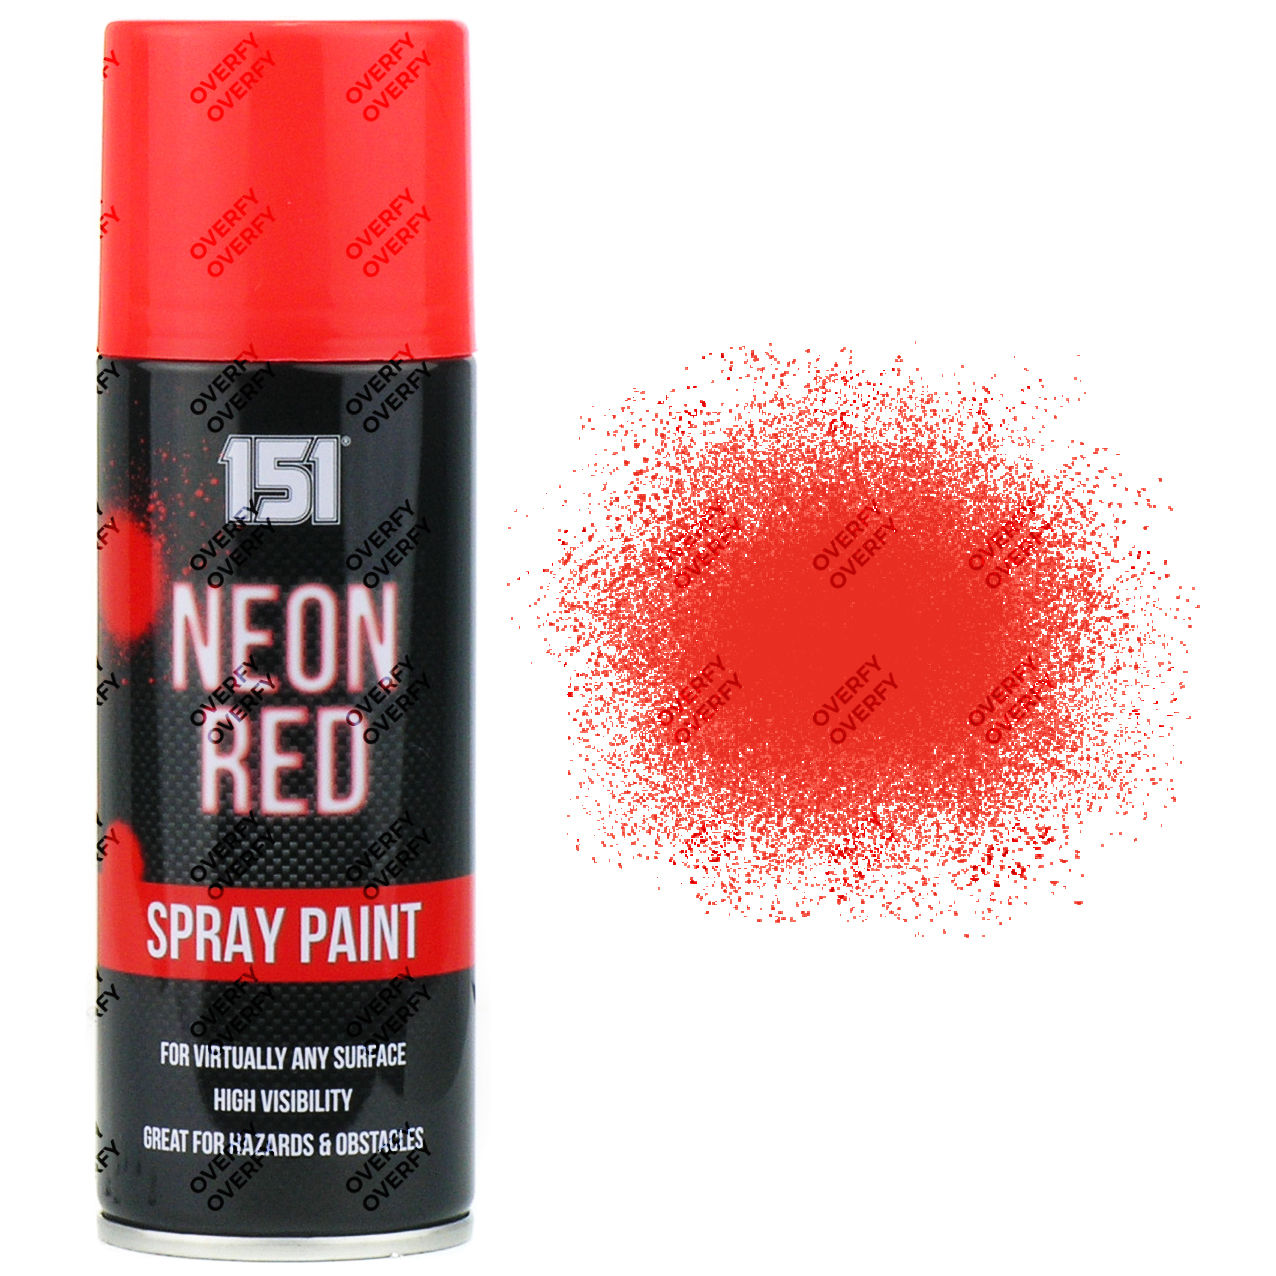 151®
NEON
RED
SPRAY PAINT
FOR VIRTUALLY ANY SURFACE
HIGH VISIBILITY
GREAT FOR HAZARDS & OBSTACLES
OVERFY
OVERFY